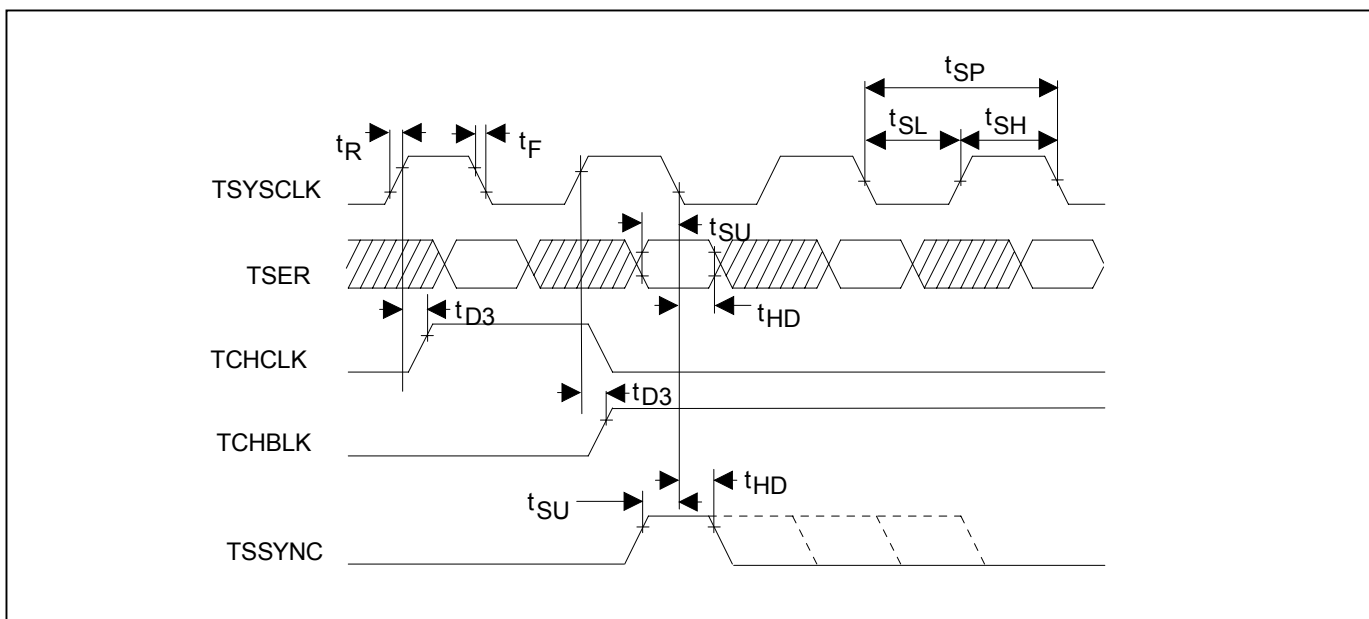 tSP
tSL tSH
tR tF
TSYSCLK
tSU
TSER
tD3 tHD
TCHCLK
tD3
TCHBLK
tSU tHD
TSSYNC